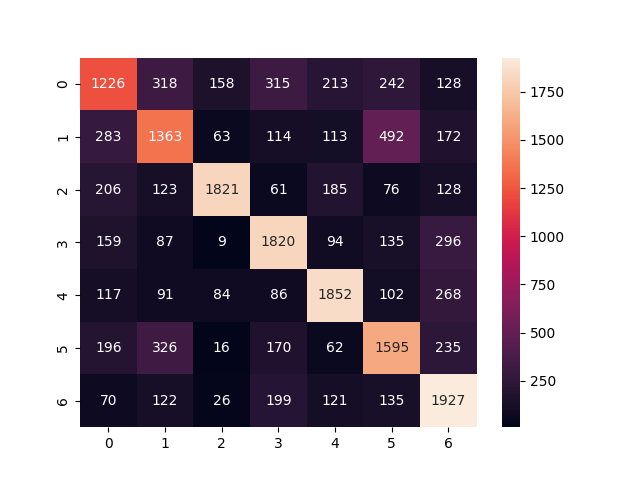 0 1226 318 158 315 213 242 128
1 283 1363 63 114 113 492 172
2 206 123 1821 61 185 76 128
3 159 87 9 1820 94 135 296
4 117 91 84 86 1852 102 268
5 196 326 16 170 62 1595 235
6 70 122 26 199 121 135 1927
0 1 2 3 4 5 6
1750
1500
1250
1000
750
500
250